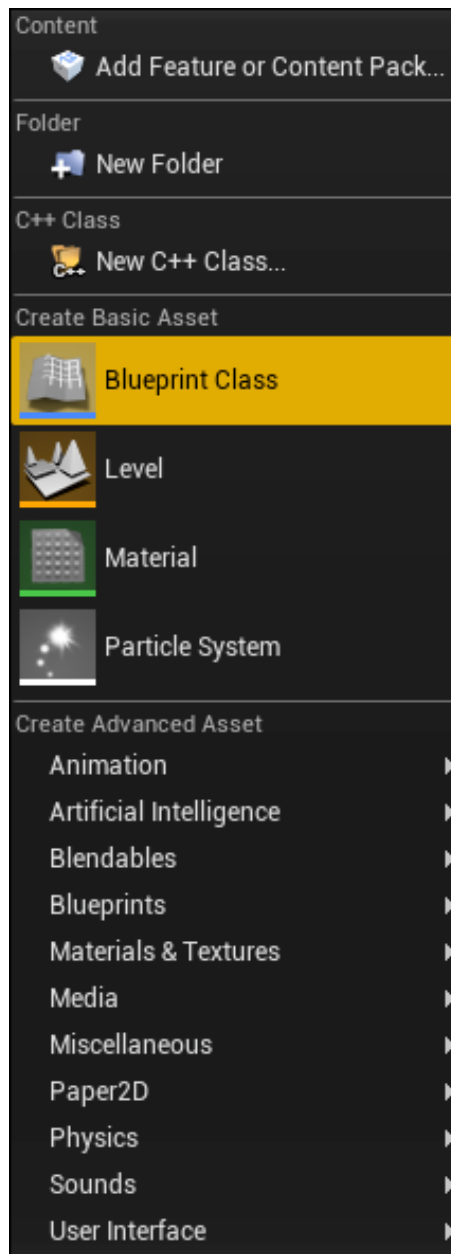 Content
Add Feature or Content Pack...
Folder
New Folder
C++ Class
C++ New C++ Class...
Create Basic Asset
Blueprint Class
Level
Material
Particle System
Create Advanced Asset
Animation
Artificial Intelligence
Blendables
Blueprints
Materials & Textures
Media
Miscellaneous
Paper2D
Physics
Sounds
User Interface